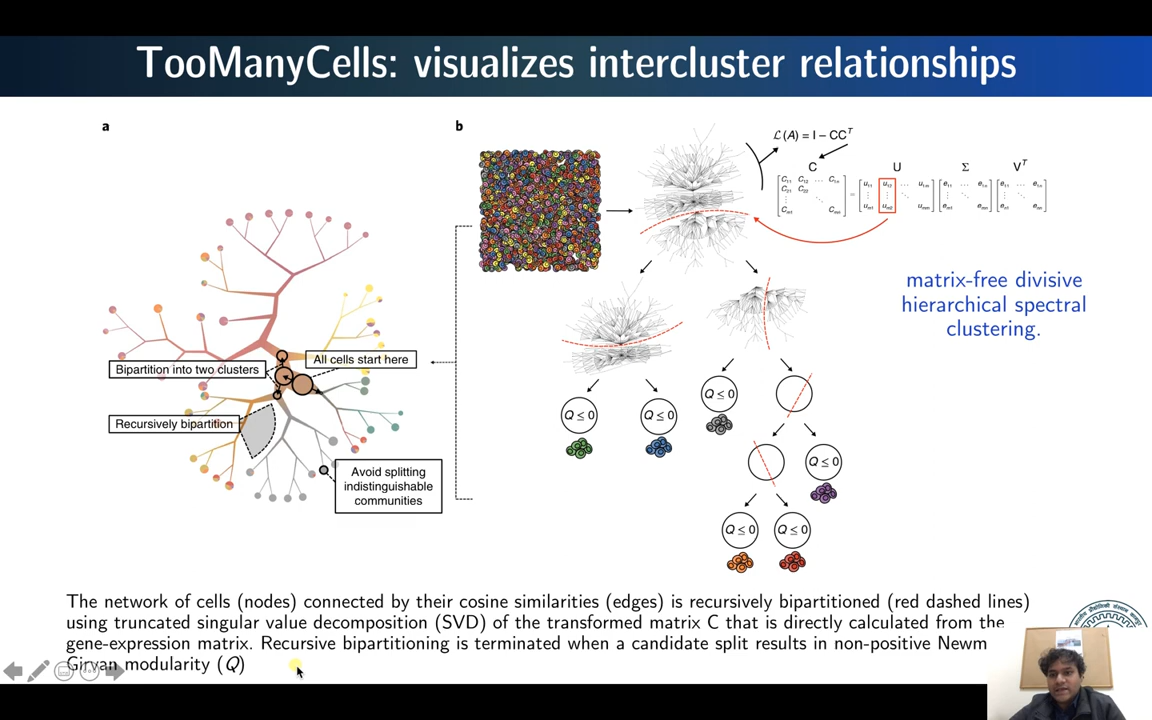 TooManyCells: visualizes intercluster relationships
a
Bipartition into two clusters
All cells start here
Recursively bipartition
Avoid splitting
indistinguishable
communities
b
ℒ(A) = I – CCᵀ
C U Σ Vᵀ
matrix-free divisive
hierarchical spectral
clustering.
Q ≤ 0
Q ≤ 0
Q ≤ 0
Q ≤ 0
Q ≤ 0
Q ≤ 0
The network of cells (nodes) connected by their cosine similarities (edges) is recursively bipartitioned (red dashed lines)
using truncated singular value decomposition (SVD) of the transformed matrix C that is directly calculated from the
gene-expression matrix. Recursive bipartitioning is terminated when a candidate split results in non-positive Newm
Girvan modularity (Q)